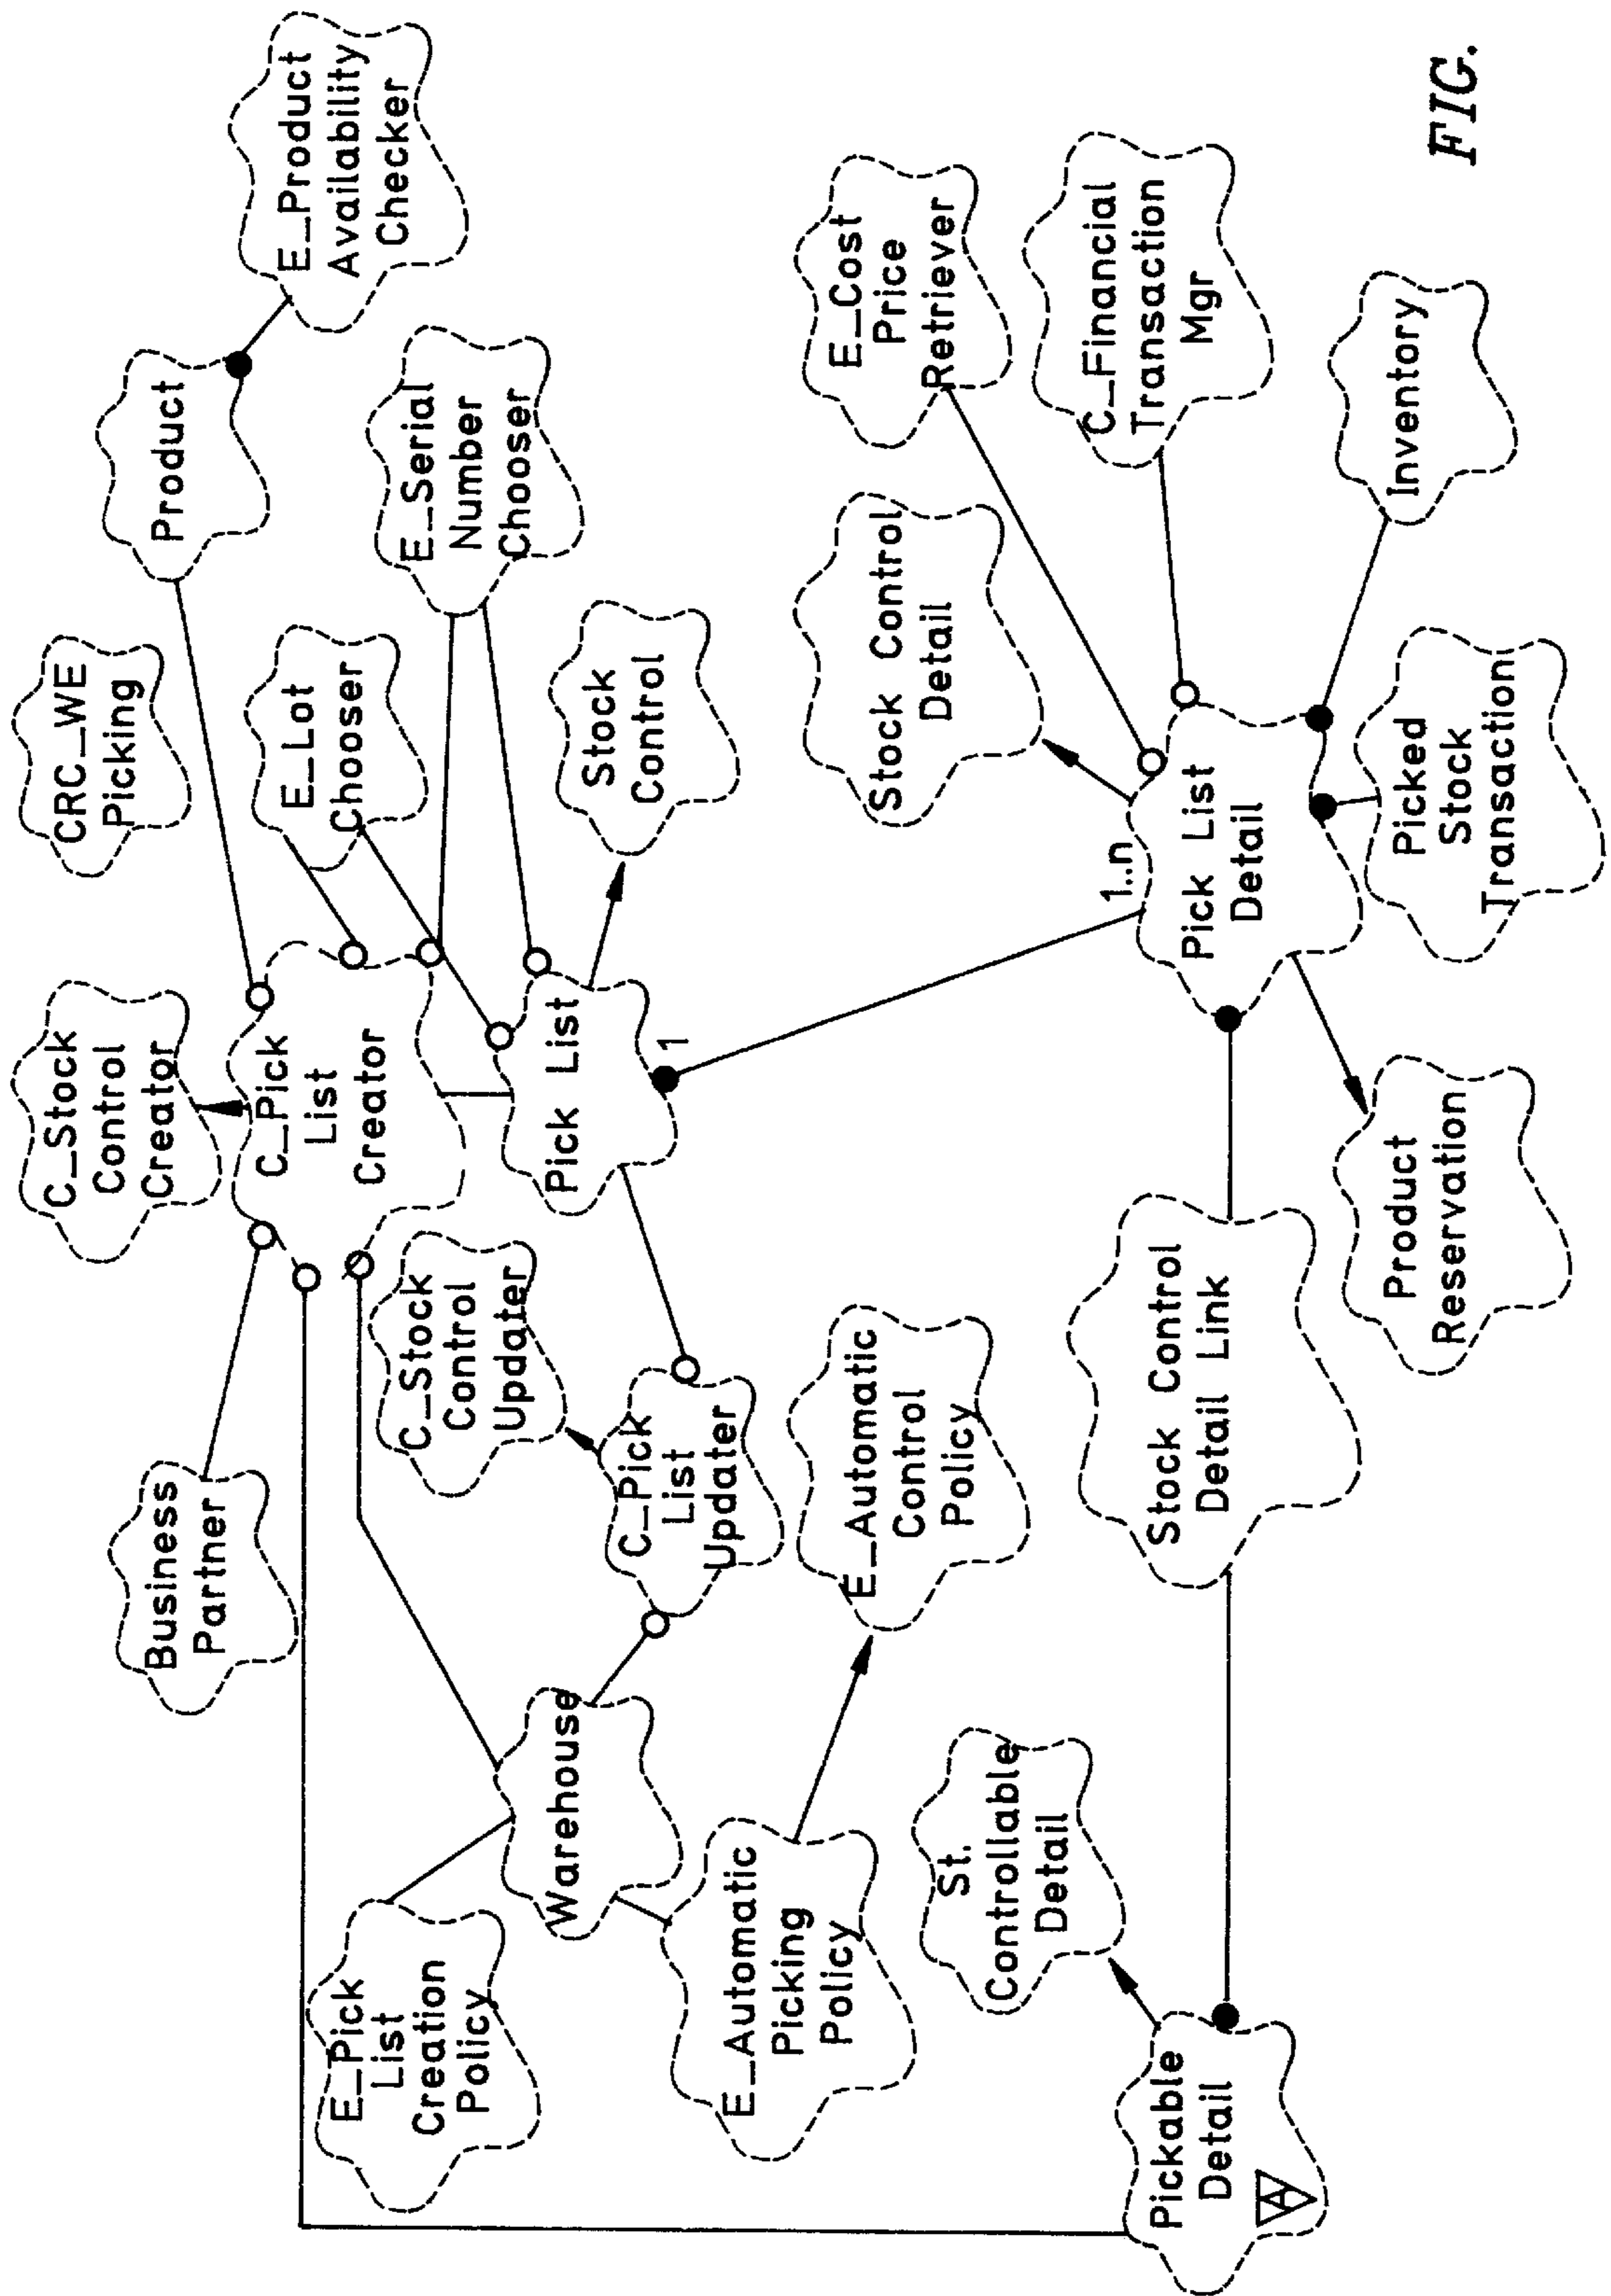 CRC_WE
Picking
C_Stock
Control
Creator
Product
E_Product
Availability
Checker
Business
Partner
C_Pick
List
Creator
E_Lot
Chooser
E_Serial
Number
Chooser
E_Pick
List
Creation
Policy
Warehouse
C_Stock
Control
Updater
Pick List
1
Stock
Control
C_Pick
List
Updater
E_Automatic
Picking
Policy
E_Automatic
Control
Policy
Stock Control
Detail
E_Cost
Price
Retriever
St.
Controllable
Detail
C_Financial
Transaction
Mgr
1..n
Pick List
Detail
Pickable
Detail
A
Stock Control
Detail Link
Product
Reservation
Picked
Stock
Transaction
Inventory
FIG.